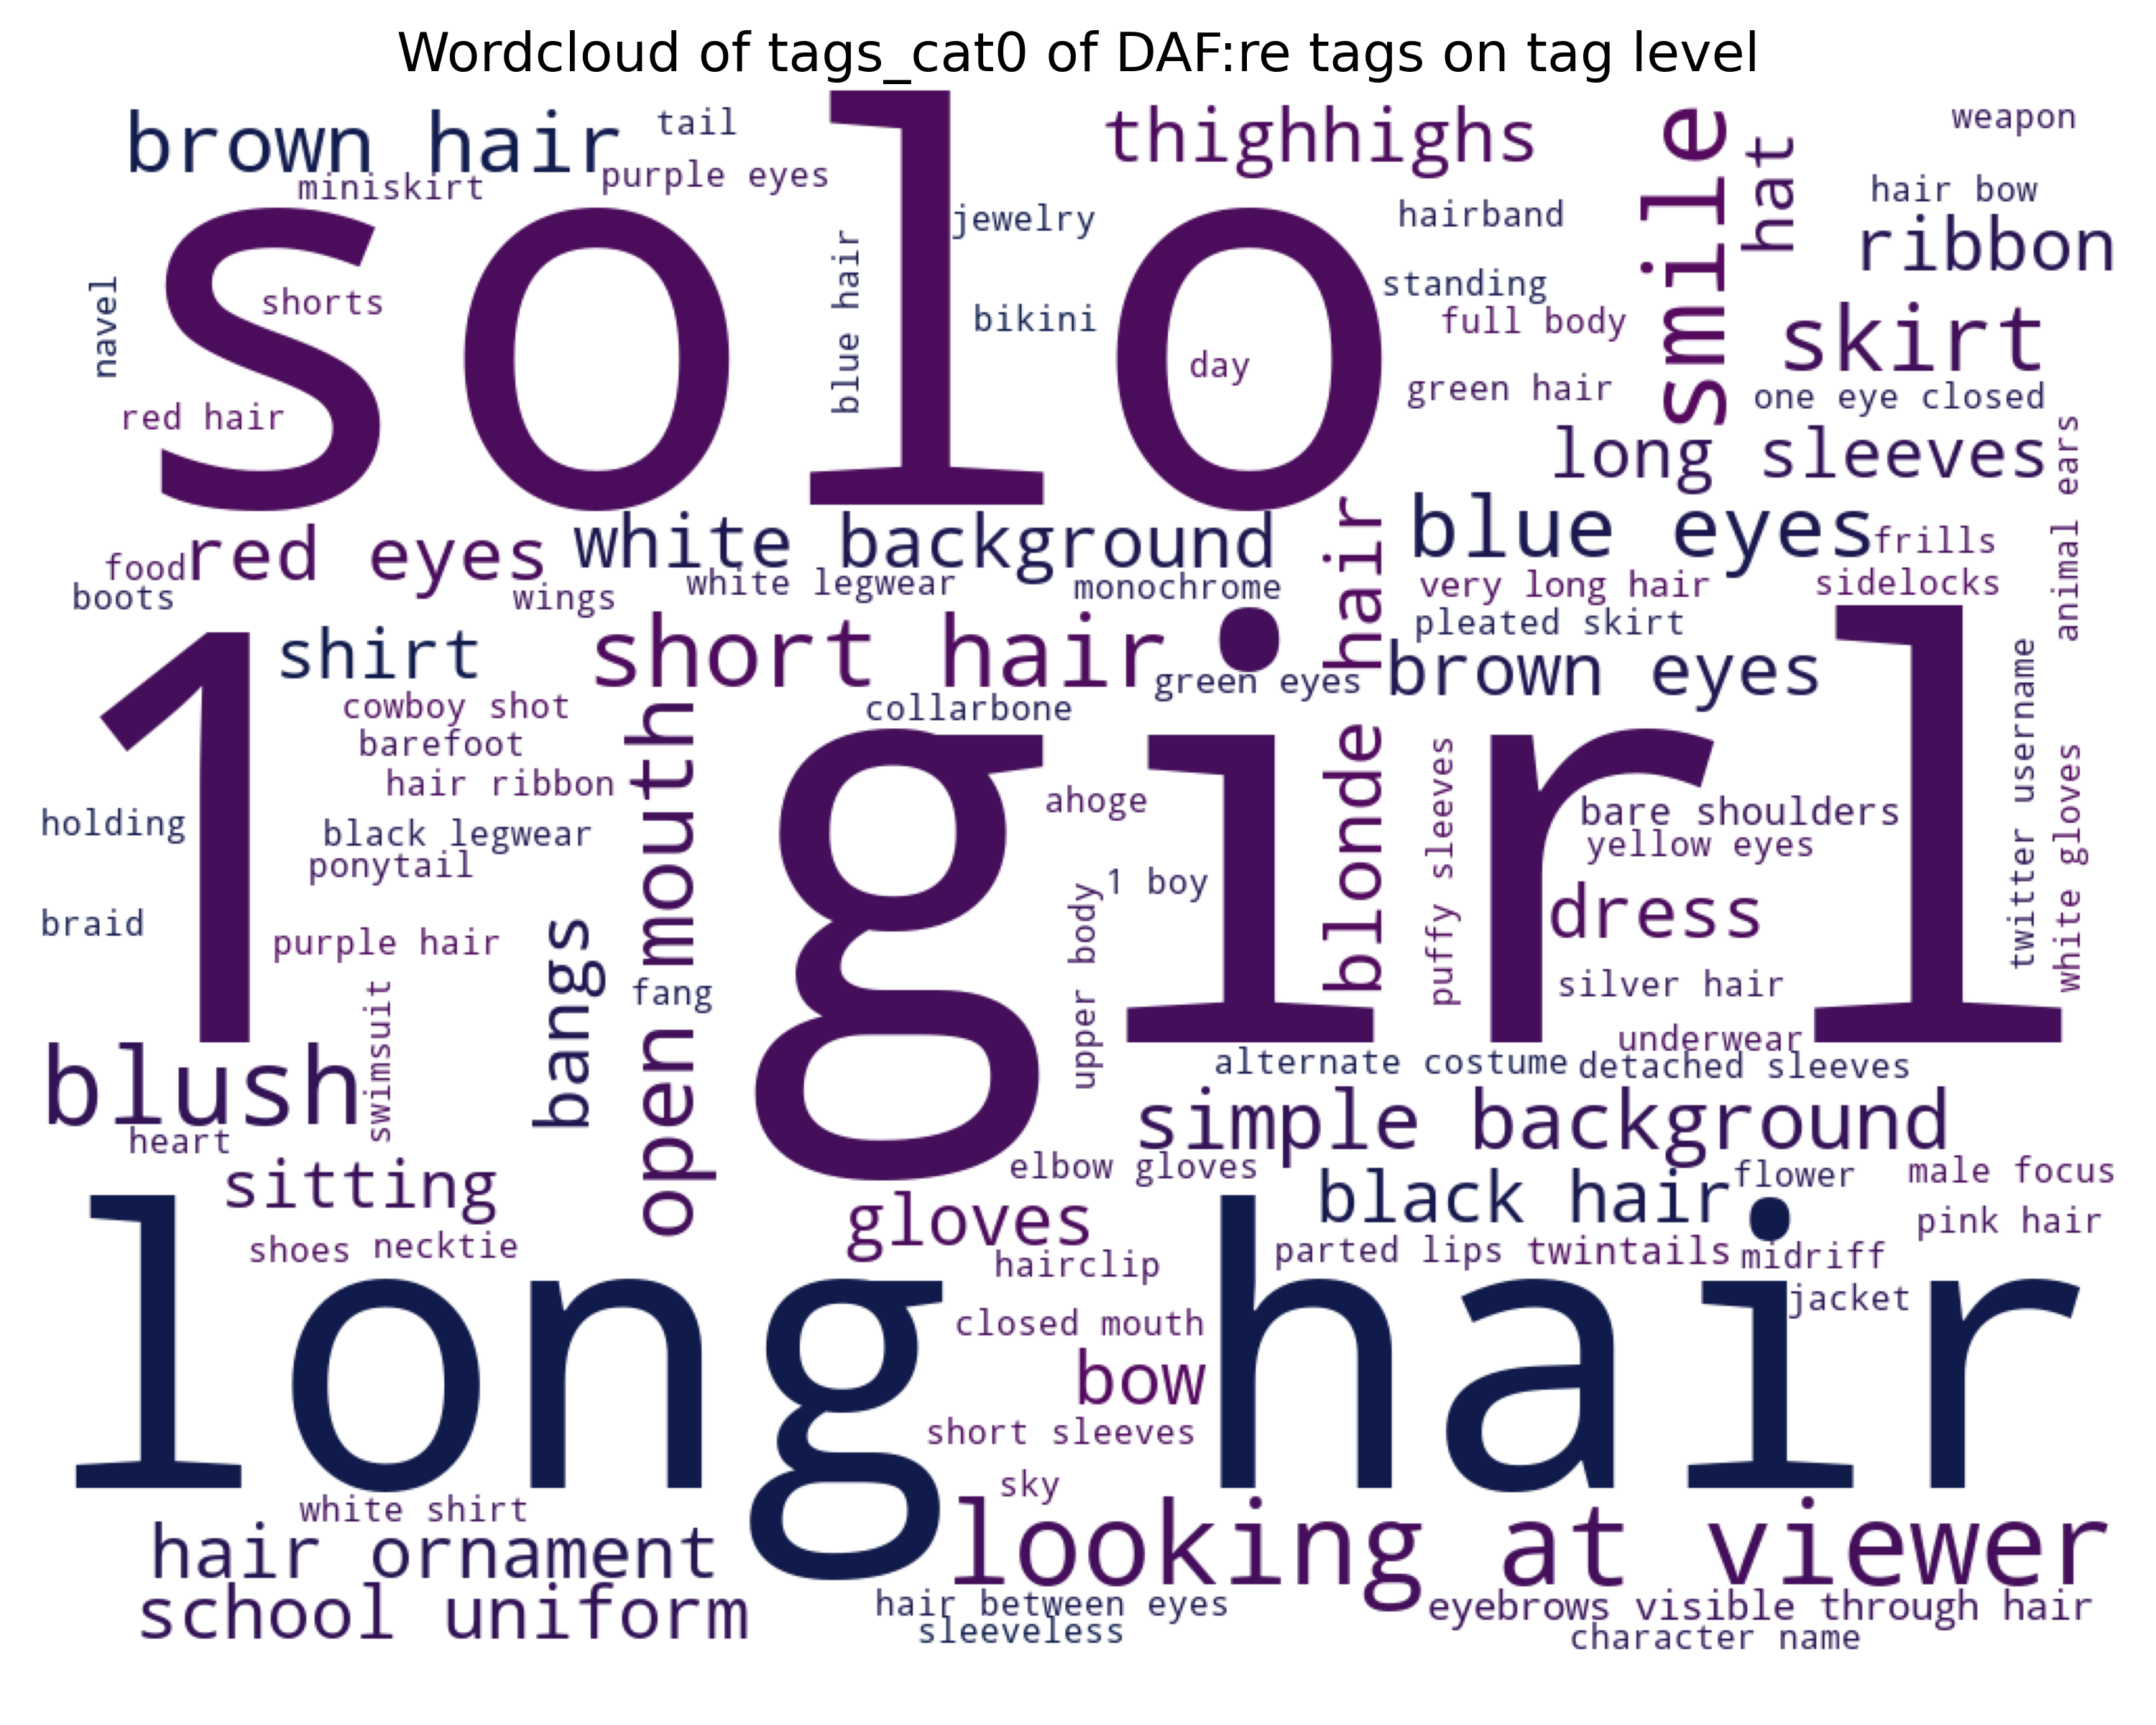 Wordcloud of tags_cat0 of DAF:re tags on tag level
brown hair
tail
thighhighs
smile
hat
weapon
miniskirt
purple eyes
hair bow
solo
jewelry
hairband
ribbon
navel
shorts
blue hair
bikini
standing
full body
skirt
day
red hair
green hair
one eye closed
long sleeves
animal ears
food
red eyes
white background
blonde hair
blue eyes
frills
boots
wings
white legwear
monochrome
very long hair
sidelocks
pleated skirt
1 girl
shirt
short hair
green eyes
brown eyes
twitter username
cowboy shot
collarbone
barefoot
open mouth
hair ribbon
ahoge
puffy sleeves
bare shoulders
white gloves
holding
black legwear
yellow eyes
ponytail
upper body
1 boy
dress
braid
purple hair
bangs
fang
silver hair
swimsuit
underwear
alternate costume
detached sleeves
blush
simple background
heart
sitting
elbow gloves
black hair
flower
male focus
gloves
pink hair
shoes
necktie
hairclip
parted lips
twintails
midriff
long hair
jacket
closed mouth
bow
short sleeves
sky
white shirt
looking at viewer
hair ornament
school uniform
hair between eyes
eyebrows visible through hair
sleeveless
character name